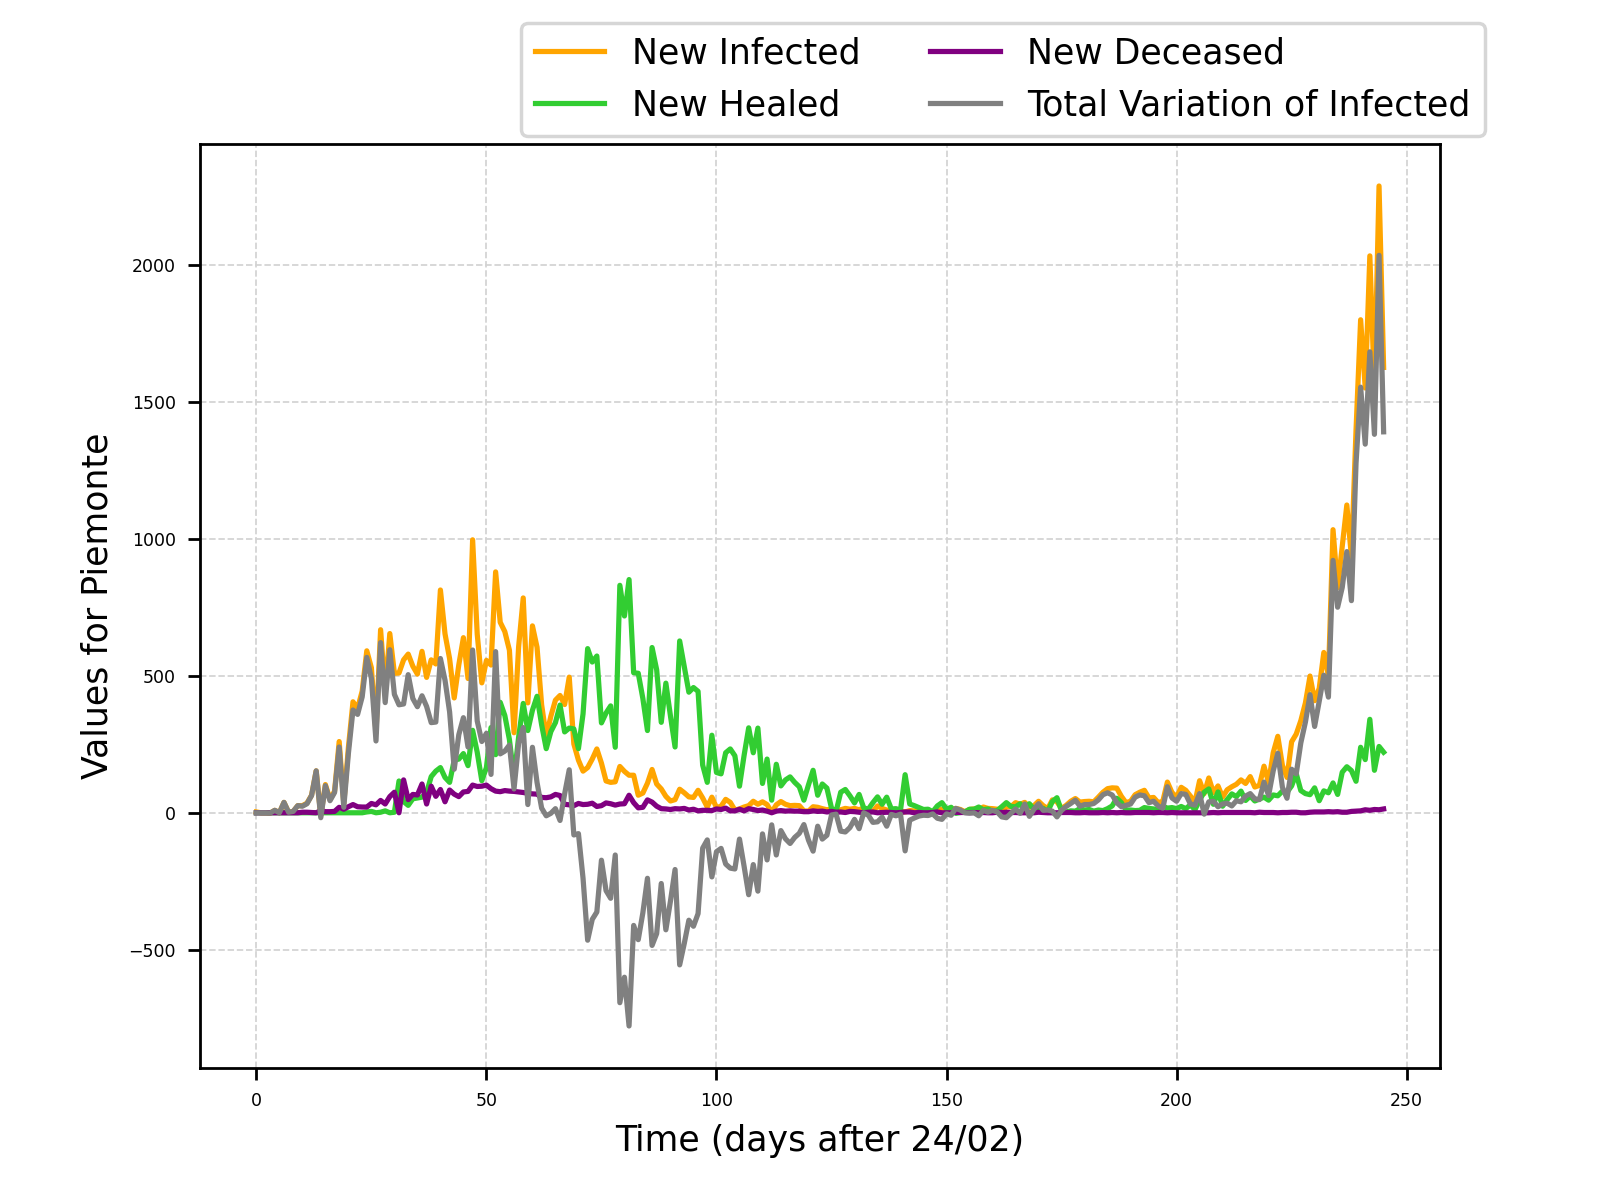 New Infected
New Healed
New Deceased
Total Variation of Infected
Values for Piemonte
2000
1500
1000
500
0
−500
0 50 100 150 200 250
Time (days after 24/02)